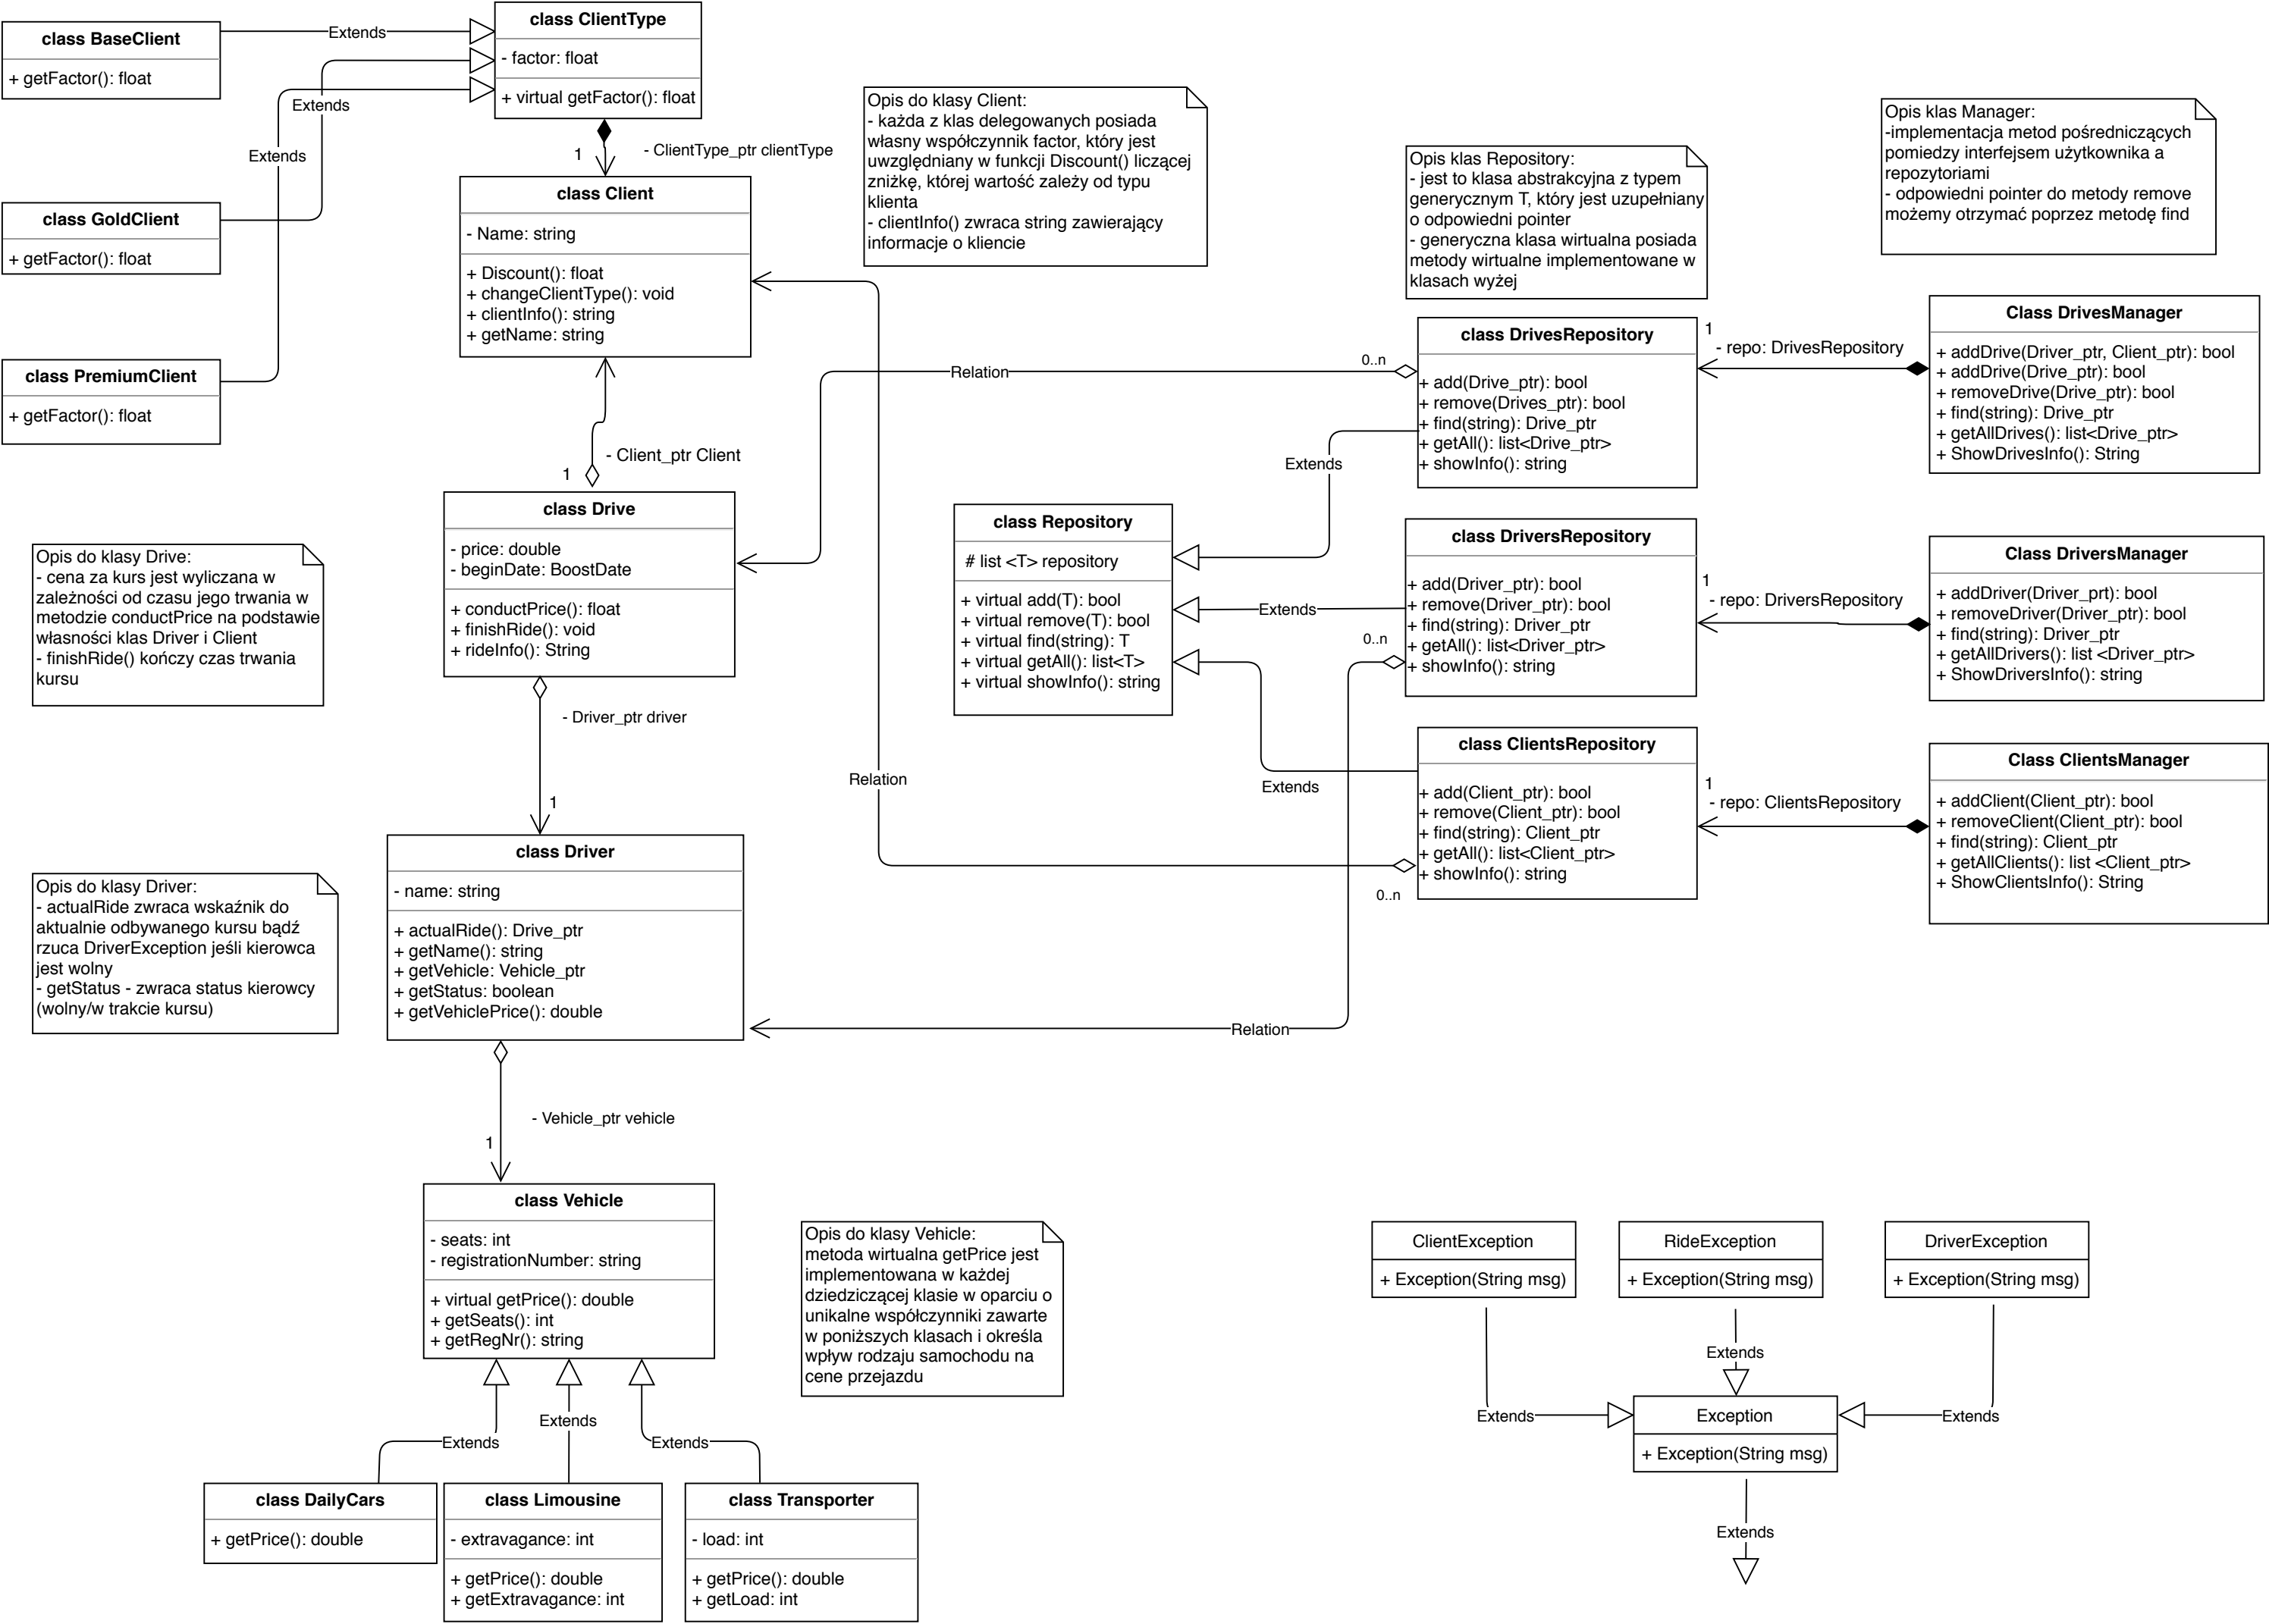 class BaseClient
+ getFactor(): float
Extends
class ClientType
- factor: float
+ virtual getFactor(): float
Extends
Extends
class GoldClient
+ getFactor(): float
class PremiumClient
+ getFactor(): float
1
- ClientType_ptr clientType
class Client
- Name: string
+ Discount(): float
+ changeClientType(): void
+ clientInfo(): string
+ getName: string
Opis do klasy Client:
- każda z klas delegowanych posiada
własny współczynnik factor, który jest
uwzględniany w funkcji Discount() liczącej
zniżkę, której wartość zależy od typu
klienta
- clientInfo() zwraca string zawierający
informacje o kliencie
Opis klas Repository:
- jest to klasa abstrakcyjna z typem
generycznym T, który jest uzupełniany
o odpowiedni pointer
- generyczna klasa wirtualna posiada
metody wirtualne implementowane w
klasach wyżej
Opis klas Manager:
-implementacja metod pośredniczących
pomiedzy interfejsem użytkownika a
repozytoriami
- odpowiedni pointer do metody remove
możemy otrzymać poprzez metodę find
class DrivesRepository
+ add(Drive_ptr): bool
+ remove(Drives_ptr): bool
+ find(string): Drive_ptr
+ getAll(): list<Drive_ptr>
+ showInfo(): string
1
- repo: DrivesRepository
Class DrivesManager
+ addDrive(Driver_ptr, Client_ptr): bool
+ addDrive(Drive_ptr): bool
+ removeDrive(Drive_ptr): bool
+ find(string): Drive_ptr
+ getAllDrives(): list<Drive_ptr>
+ ShowDrivesInfo(): String
0..n
Relation
Extends
1
- Client_ptr Client
class Drive
- price: double
- beginDate: BoostDate
+ conductPrice(): float
+ finishRide(): void
+ rideInfo(): String
Opis do klasy Drive:
- cena za kurs jest wyliczana w
zależności od czasu jego trwania w
metodzie conductPrice na podstawie
własności klas Driver i Client
- finishRide() kończy czas trwania
kursu
class Repository
# list <T> repository
+ virtual add(T): bool
+ virtual remove(T): bool
+ virtual find(string): T
+ virtual getAll(): list<T>
+ virtual showInfo(): string
Extends
0..n
class DriversRepository
+ add(Driver_ptr): bool
+ remove(Driver_ptr): bool
+ find(string): Driver_ptr
+ getAll(): list<Driver_ptr>
+ showInfo(): string
1
- repo: DriversRepository
Class DriversManager
+ addDriver(Driver_prt): bool
+ removeDriver(Driver_ptr): bool
+ find(string): Driver_ptr
+ getAllDrivers(): list <Driver_ptr>
+ ShowDriversInfo(): string
- Driver_ptr driver
1
Relation
Extends
class ClientsRepository
+ add(Client_ptr): bool
+ remove(Client_ptr): bool
+ find(string): Client_ptr
+ getAll(): list<Client_ptr>
+ showInfo(): string
0..n
1
- repo: ClientsRepository
Class ClientsManager
+ addClient(Client_ptr): bool
+ removeClient(Client_ptr): bool
+ find(string): Client_ptr
+ getAllClients(): list <Client_ptr>
+ ShowClientsInfo(): String
class Driver
- name: string
+ actualRide(): Drive_ptr
+ getName(): string
+ getVehicle: Vehicle_ptr
+ getStatus: boolean
+ getVehiclePrice(): double
Opis do klasy Driver:
- actualRide zwraca wskaźnik do
aktualnie odbywanego kursu bądź
rzuca DriverException jeśli kierowca
jest wolny
- getStatus - zwraca status kierowcy
(wolny/w trakcie kursu)
Relation
- Vehicle_ptr vehicle
1
class Vehicle
- seats: int
- registrationNumber: string
+ virtual getPrice(): double
+ getSeats(): int
+ getRegNr(): string
Opis do klasy Vehicle:
metoda wirtualna getPrice jest
implementowana w każdej
dziedziczącej klasie w oparciu o
unikalne współczynniki zawarte
w poniższych klasach i określa
wpływ rodzaju samochodu na
cene przejazdu
Extends
Extends
Extends
class DailyCars
+ getPrice(): double
class Limousine
- extravagance: int
+ getPrice(): double
+ getExtravagance: int
class Transporter
- load: int
+ getPrice(): double
+ getLoad: int
ClientException
+ Exception(String msg)
RideException
+ Exception(String msg)
DriverException
+ Exception(String msg)
Extends
Extends
Extends
Exception
+ Exception(String msg)
Extends